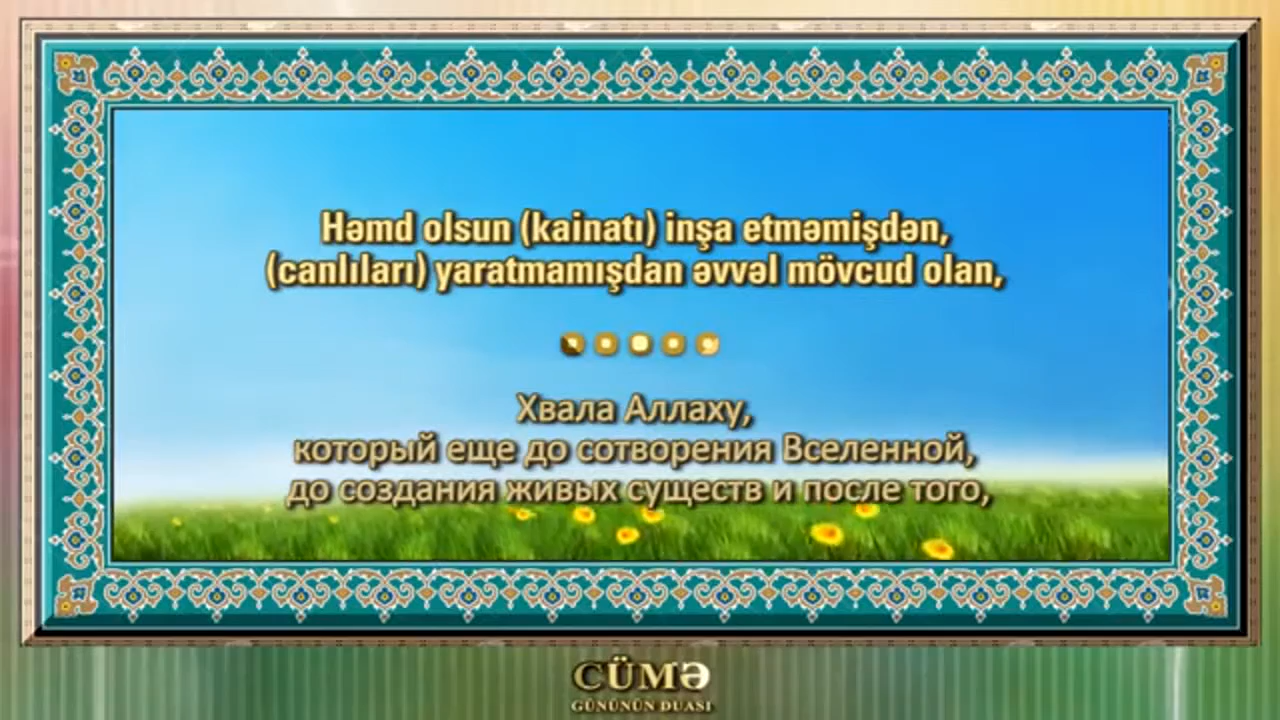 Həmd olsun (kainatı) inşa etməmişdən,
(canlıları) yaratmamışdan əvvəl mövcud olan,
Хвала Аллаху,
который еще до сотворения Вселенной,
до создания живых существ и после того,
CÜMƏ
GÜNÜNÜN DUASI